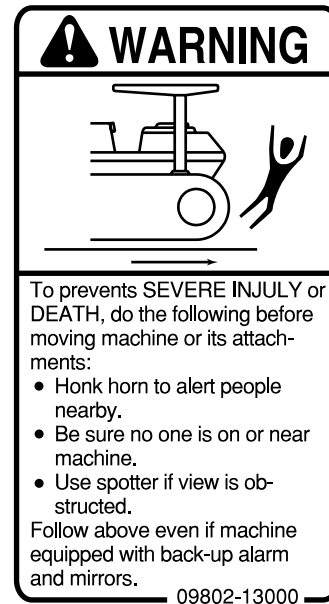 WARNING
To prevents SEVERE INJULY or
DEATH, do the following before
moving machine or its attach-
ments:
• Honk horn to alert people
nearby.
• Be sure no one is on or near
machine.
• Use spotter if view is ob-
structed.
Follow above even if machine
equipped with back-up alarm
and mirrors.
09802-13000